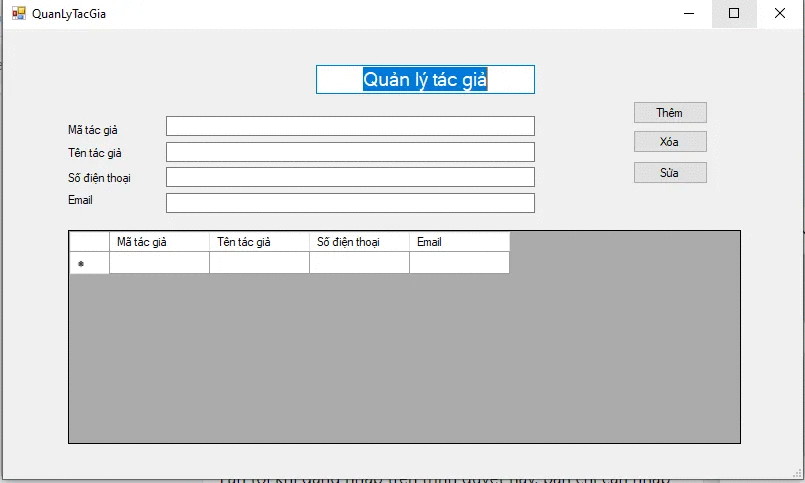 QuanLyTacGia
Quản lý tác giả
Thêm
Mã tác giả
Xóa
Tên tác giả
Sửa
Số điện thoại
Email
Mã tác giả Tên tác giả Số điện thoại Email